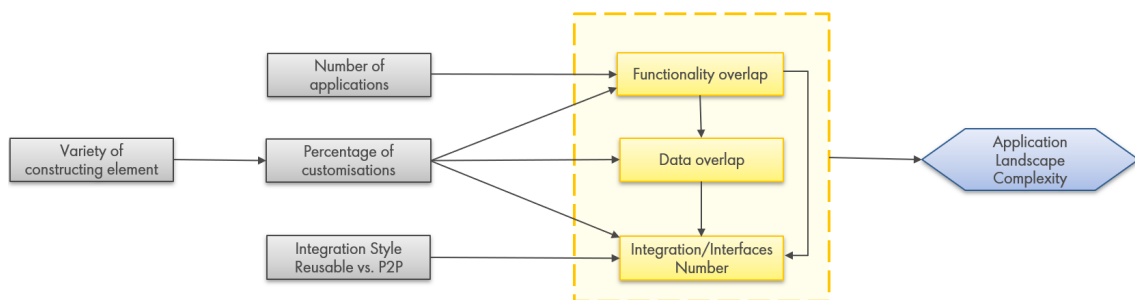 Number of
applications
Functionality overlap
Variety of
constructing element
Percentage of
customisations
Data overlap
Application
Landscape
Complexity
Integration Style
Reusable vs. P2P
Integration/Interfaces
Number